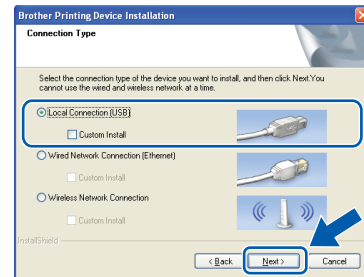 Brother Printing Device Installation
Connection Type
Select the connection type of the device you want to install, and then click Next.You
cannot use the wired and wireless network at a time.
Local Connection (USB)
Custom Install
Wired Network Connection (Ethernet)
Custom Install
Wireless Network Connection
Custom Install
InstallShield
< Back
Next >
Cancel